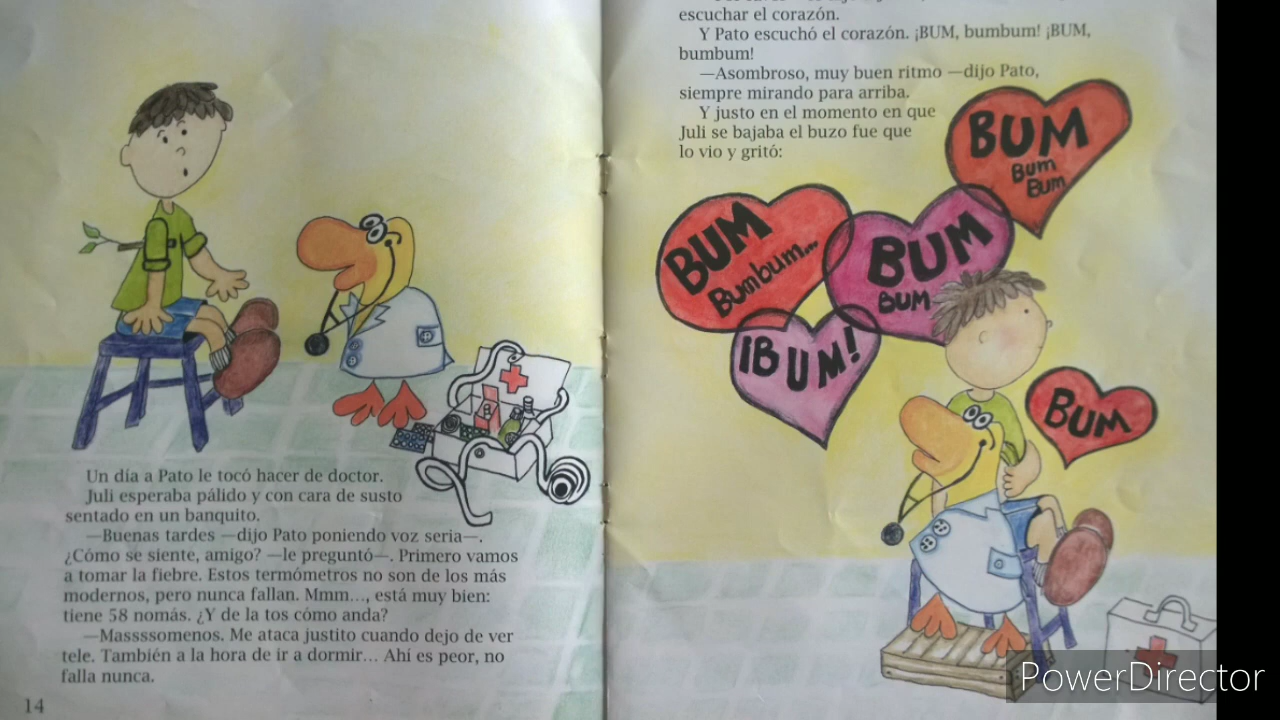 Un día a Pato le tocó hacer de doctor.
Juli esperaba pálido y con cara de susto
sentado en un banquito.
—Buenas tardes —dijo Pato poniendo voz seria—.
¿Cómo se siente, amigo? —le preguntó—. Primero vamos
a tomar la fiebre. Estos termómetros no son de los más
modernos, pero nunca fallan. Mmm..., está muy bien:
tiene 58 nomás. ¿Y de la tos cómo anda?
—Massssomenos. Me ataca justito cuando dejo de ver
tele. También a la hora de ir a dormir... Ahí es peor, no
falla nunca.
14
escuchar el corazón.
Y Pato escuchó el corazón. ¡BUM, bumbum! ¡BUM,
bumbum!
—Asombroso, muy buen ritmo —dijo Pato,
siempre mirando para arriba.
Y justo en el momento en que
Juli se bajaba el buzo fue que
lo vio y gritó:
BUM
Bum
Bum
BUM
Bumbum...
BUM
BUM
¡BUM!
BUM
PowerDirector